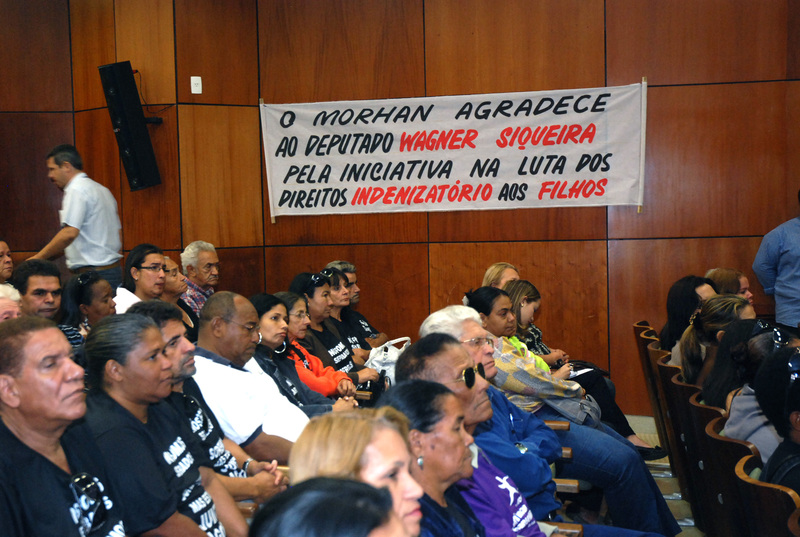 O MORHAN AGRADECE
AO DEPUTADO WAGNER SIQUEIRA
PELA INICIATIVA NA LUTA DOS
DIREITOS INDENIZATÓRIO AOS FILHOS